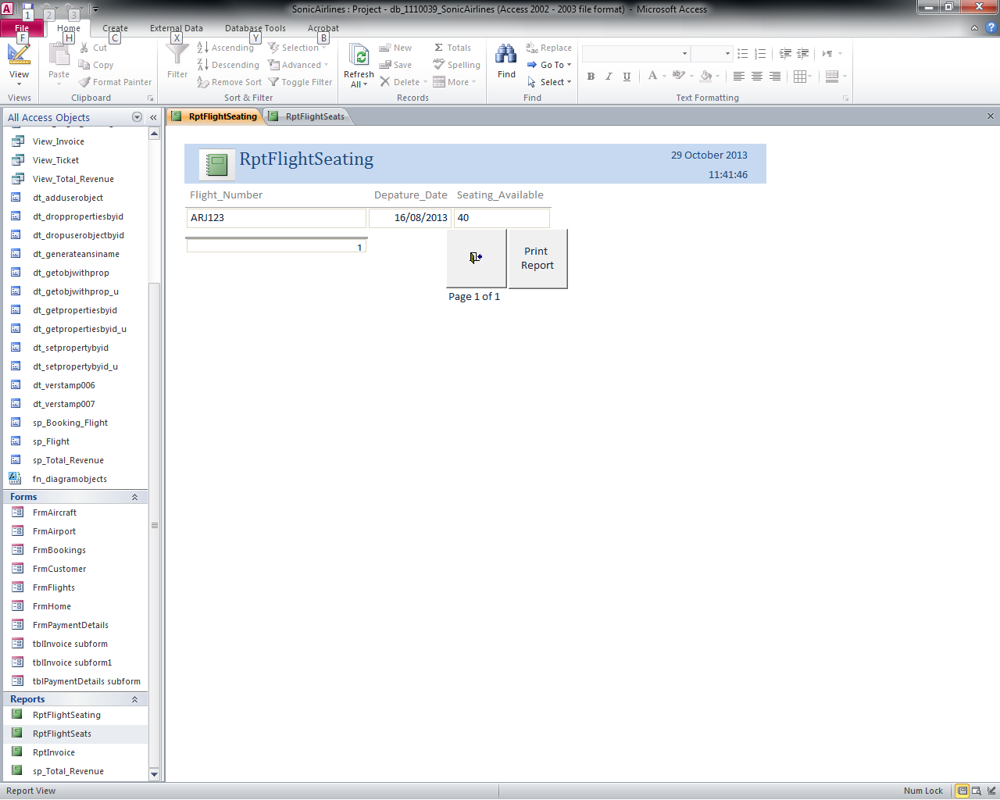 SonicAirlines : Project - db_1110039_SonicAirlines (Access 2002 - 2003 file format) - Microsoft Access
1 2 3
File Home Create External Data Database Tools Acrobat
F H C X Y B
View
Views
Paste
Cut
Copy
Format Painter
Clipboard
Filter
Ascending
Descending
Remove Sort
Selection
Advanced
Toggle Filter
Sort & Filter
Refresh All
New
Save
Delete
Totals
Spelling
More
Records
Find
Replace
Go To
Select
Find
B I U A
Text Formatting
All Access Objects
View_Invoice
View_Ticket
View_Total_Revenue
dt_adduserobject
dt_droppropertiesbyid
dt_dropuserobjectbyid
dt_generateansiname
dt_getobjwithprop
dt_getobjwithprop_u
dt_getpropertiesbyid
dt_getpropertiesbyid_u
dt_setpropertybyid
dt_setpropertybyid_u
dt_verstamp006
dt_verstamp007
sp_Booking_Flight
sp_Flight
sp_Total_Revenue
fn_diagramobjects
Forms
FrmAircraft
FrmAirport
FrmBookings
FrmCustomer
FrmFlights
FrmHome
FrmPaymentDetails
tblInvoice subform
tblInvoice subform1
tblPaymentDetails subform
Reports
RptFlightSeating
RptFlightSeats
RptInvoice
sp_Total_Revenue
RptFlightSeating RptFlightSeats
RptFlightSeating
29 October 2013
11:41:46
Flight_Number Depature_Date Seating_Available
ARJ123 16/08/2013 40
1
Print
Report
Page 1 of 1
Report View
Num Lock